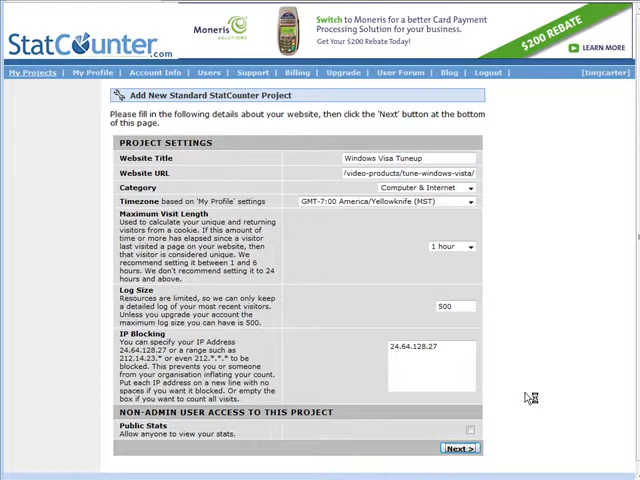 StatCounter.com
Moneris
SOLUTIONS
Switch to Moneris for a better Card Payment
Processing Solution for your business.
Get Your $200 Rebate Today!
$200 REBATE
LEARN MORE
My Projects | My Profile | Account Info | Users | Support | Billing | Upgrade | User Forum | Blog | Logout | [timjcarter]
Add New Standard StatCounter Project
Please fill in the following details about your website, then click the 'Next' button at the bottom
of this page.
PROJECT SETTINGS
Website Title Windows Visa Tuneup
Website URL /video-products/tune-windows-vista/
Category Computer & Internet
Timezone based on 'My Profile' settings GMT-7:00 America/Yellowknife (MST)
Maximum Visit Length
Used to calculate your unique and returning
visitors from a cookie. If this amount of
time or more has elapsed since a visitor
last visited a page on your website, then
that visitor is considered unique. We
recommend setting it between 1 and 6
hours. We don't recommend setting it to 24
hours and above.
1 hour
Log Size
Resources are limited, so we can only keep
a detailed log of your most recent visitors.
Unless you upgrade your account the
maximum log size you can have is 500.
500
IP Blocking
You can specify your IP Address
24.64.128.27 or a range such as
212.14.23.* or even 212.*.*.* to be
blocked. This prevents you or someone
from your organisation inflating your count.
Put each IP address on a new line with no
spaces if you want it blocked. Or empty the
box if you want to count all visits.
24.64.128.27
NON-ADMIN USER ACCESS TO THIS PROJECT
Public Stats
Allow anyone to view your stats.
Next >